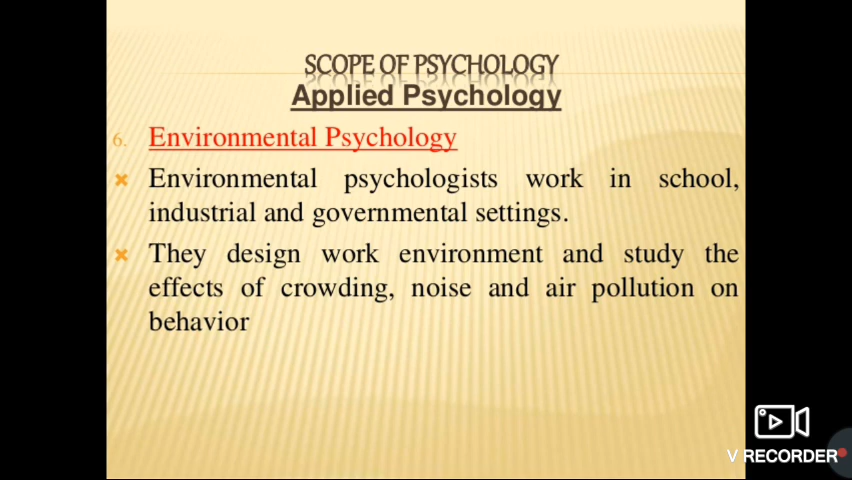 SCOPE OF PSYCHOLOGY
Applied Psychology
6. Environmental Psychology
Environmental psychologists work in school,
industrial and governmental settings.
They design work environment and study the
effects of crowding, noise and air pollution on
behavior
V RECORDER